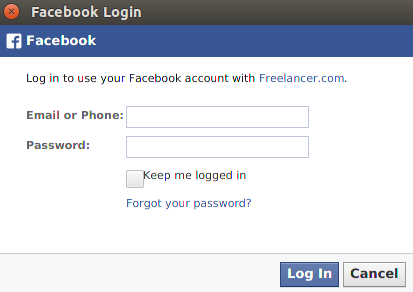 Facebook Login
Facebook
Log in to use your Facebook account with Freelancer.com.
Email or Phone:
Password:
Keep me logged in
Forgot your password?
Log In Cancel